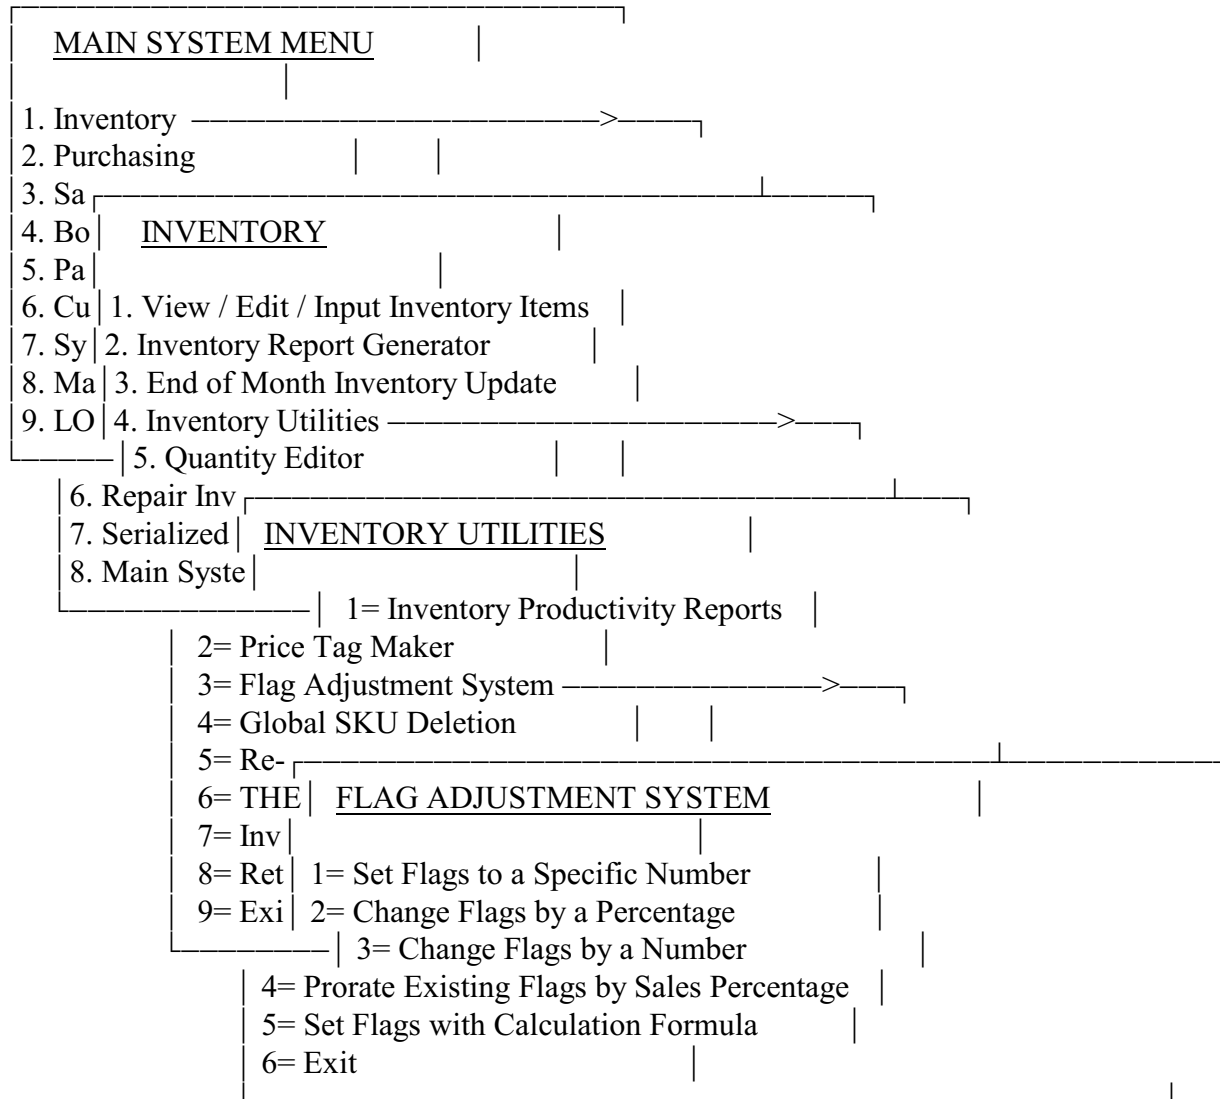 MAIN SYSTEM MENU
1. Inventory
2. Purchasing
3. Sa
4. Bo INVENTORY
5. Pa
6. Cu 1. View / Edit / Input Inventory Items
7. Sy 2. Inventory Report Generator
8. Ma 3. End of Month Inventory Update
9. LO 4. Inventory Utilities
5. Quantity Editor
6. Repair Inv
7. Serialized INVENTORY UTILITIES
8. Main Syste
1= Inventory Productivity Reports
2= Price Tag Maker
3= Flag Adjustment System
4= Global SKU Deletion
5= Re-
6= THE FLAG ADJUSTMENT SYSTEM
7= Inv
8= Ret 1= Set Flags to a Specific Number
9= Exi 2= Change Flags by a Percentage
3= Change Flags by a Number
4= Prorate Existing Flags by Sales Percentage
5= Set Flags with Calculation Formula
6= Exit